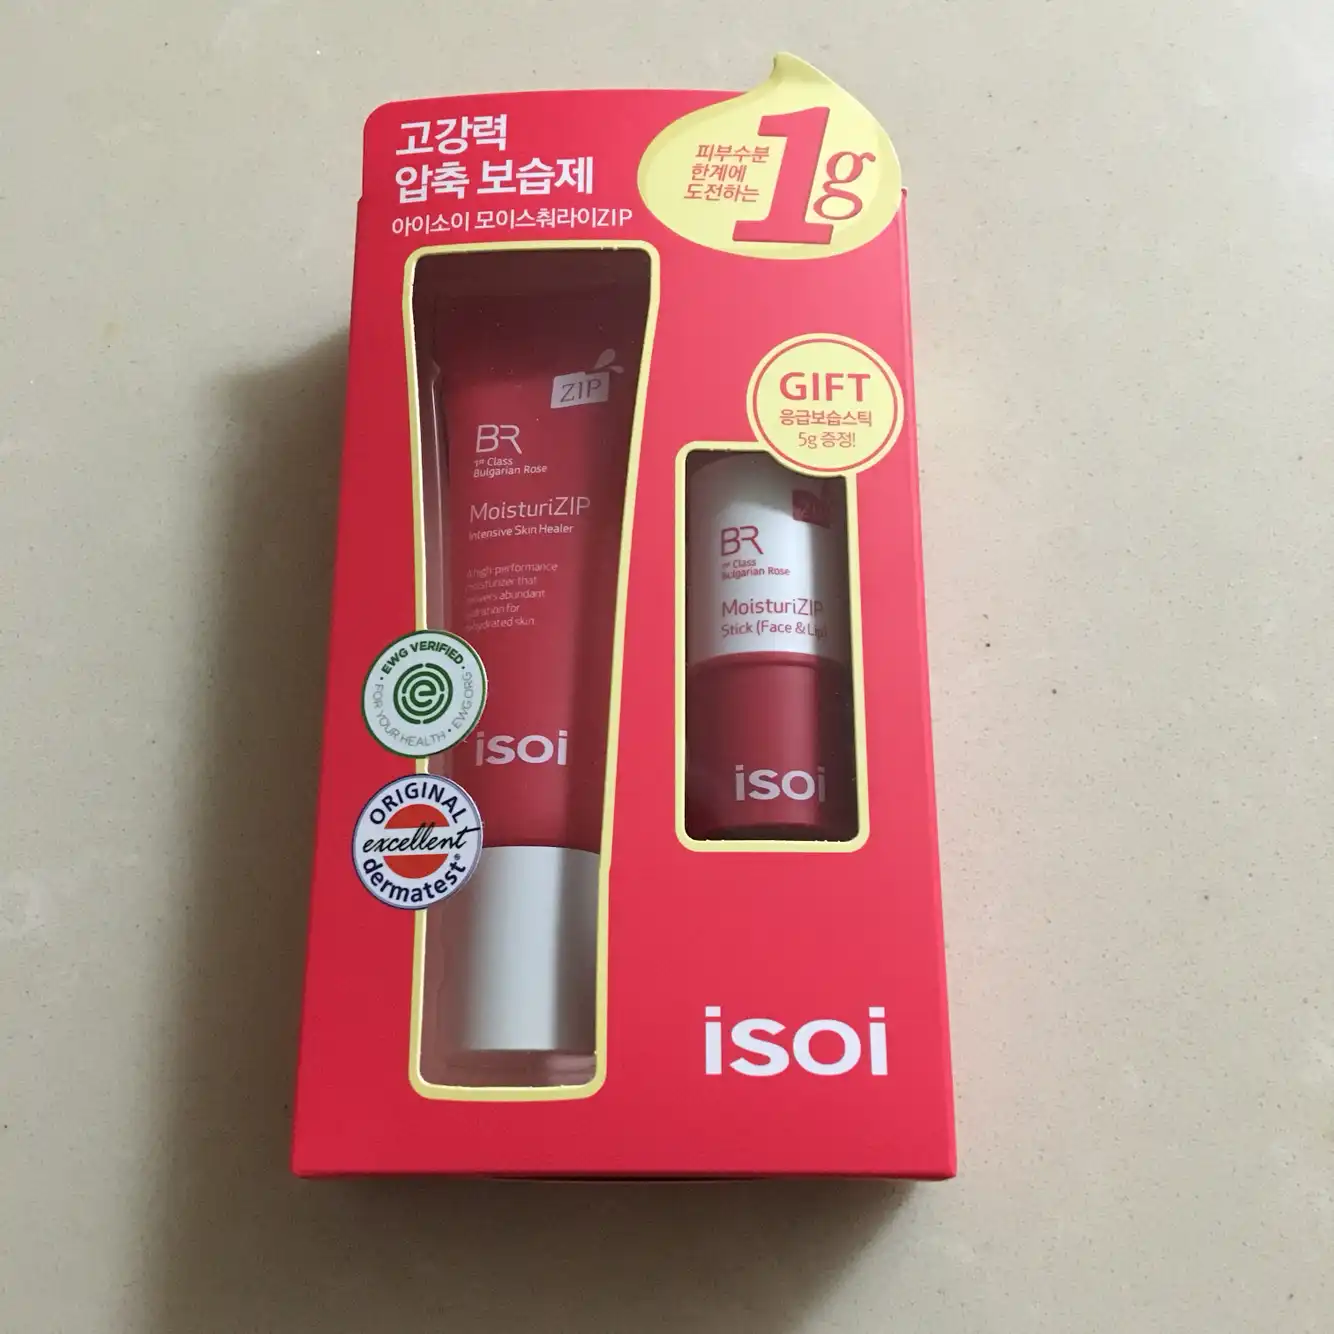 고강력
압축 보습제
아이소이 모이스춰라이ZIP
피부수분
한계에
도전하는
1g
ZIP
BR
1st Class
Bulgarian Rose
MoisturiZIP
Intensive Skin Healer
A high-performance
moisturizer that
delivers abundant
hydration for
dehydrated skin
isoi
GIFT
응급보습스틱
5g 증정!
ZIP
BR
1st Class
Bulgarian Rose
MoisturiZIP
Stick (Face & Lip)
isoi
EWG VERIFIED
FOR YOUR HEALTH • EWG.ORG
ORIGINAL
excellent
dermatest®
isoi